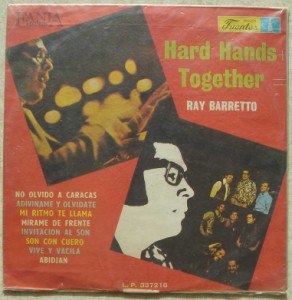 FANIA
Fuentes
Hard Hands
Together
RAY BARRETTO
NO OLVIDO A CARACAS
ADIVINAME Y OLVIDATE
MI RITMO TE LLAMA
MIRAME DE FRENTE
INVITACION AL SON
SON CON CUERO
VIVE Y VACILA
ABIDJAN
L. P. 337218